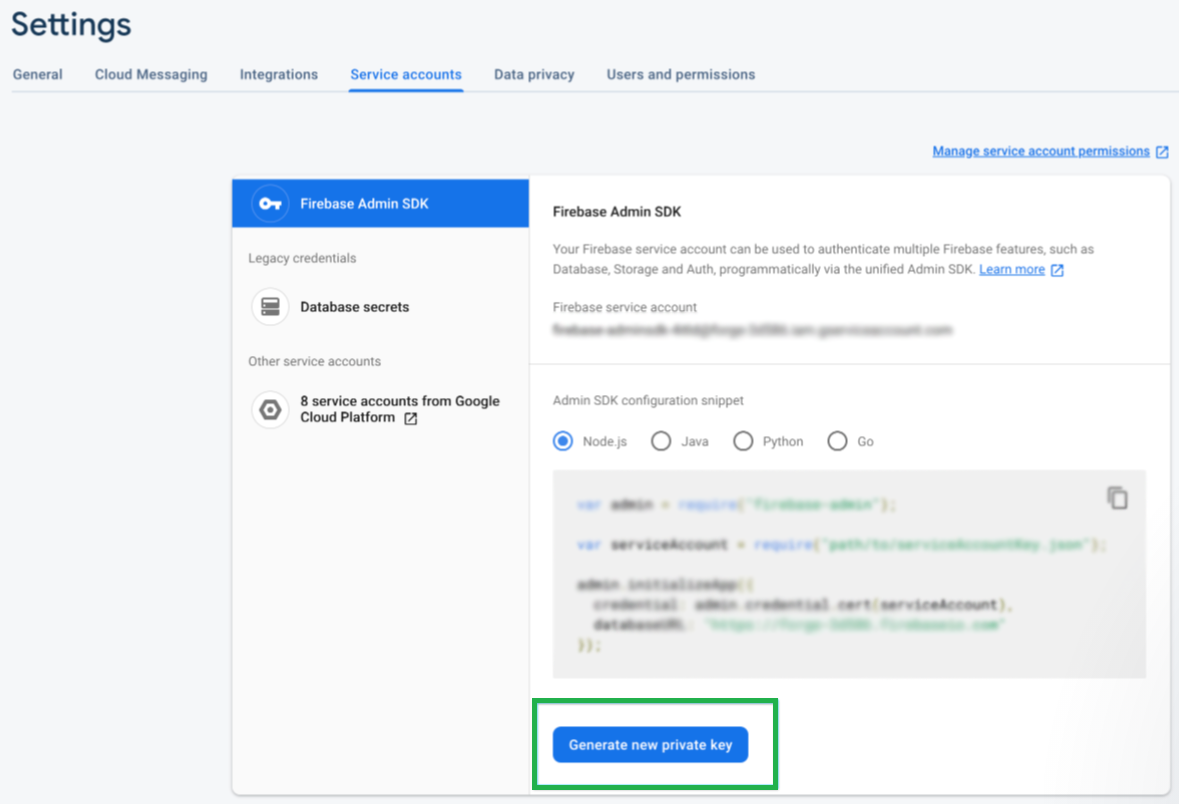 Settings
General Cloud Messaging Integrations Service accounts Data privacy Users and permissions
Manage service account permissions
Firebase Admin SDK
Legacy credentials
Database secrets
Other service accounts
8 service accounts from Google
Cloud Platform
Firebase Admin SDK
Your Firebase service account can be used to authenticate multiple Firebase features, such as
Database, Storage and Auth, programmatically via the unified Admin SDK. Learn more
Firebase service account
Admin SDK configuration snippet
Node.js Java Python Go
var admin = require("firebase-admin");
var serviceAccount = require("path/to/serviceAccountKey.json");
admin.initializeApp({
credential: admin.credential.cert(serviceAccount),
databaseURL:
});
Generate new private key